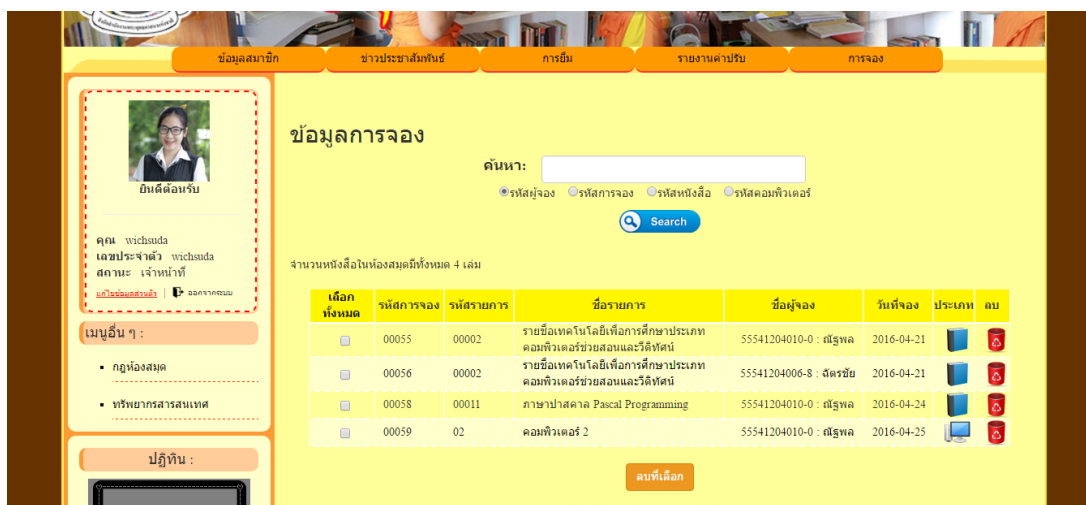 ข้อมูลสมาชิก ข่าวประชาสัมพันธ์ การยืม รายงานค่าปรับ การจอง
ยินดีต้อนรับ
คุณ wichsuda
เลขประจำตัว wichsuda
สถานะ เจ้าหน้าที่
แก้ไขข้อมูลส่วนตัว | ออกจากระบบ
เมนูอื่น ๆ :
กฎห้องสมุด
ทรัพยากรสารสนเทศ
ปฏิทิน :
ข้อมูลการจอง
ค้นหา:
รหัสผู้จอง รหัสการจอง รหัสหนังสือ รหัสคอมพิวเตอร์
Search
จำนวนหนังสือในห้องสมุดมีทั้งหมด 4 เล่ม
เลือก
ทั้งหมด รหัสการจอง รหัสรายการ ชื่อรายการ ชื่อผู้จอง วันที่จอง ประเภท ลบ
00055 00002 รายชื่อเทคโนโลยีเพื่อการศึกษาประเภท
คอมพิวเตอร์ช่วยสอนและวีดิทัศน์ 55541204010-0 : ณัฐพล 2016-04-21
00056 00002 รายชื่อเทคโนโลยีเพื่อการศึกษาประเภท
คอมพิวเตอร์ช่วยสอนและวีดิทัศน์ 55541204006-8 : ฉัตรชัย 2016-04-21
00058 00011 ภาษาปาสคาล Pascal Programming 55541204010-0 : ณัฐพล 2016-04-24
00059 02 คอมพิวเตอร์ 2 55541204010-0 : ณัฐพล 2016-04-25
ลบที่เลือก